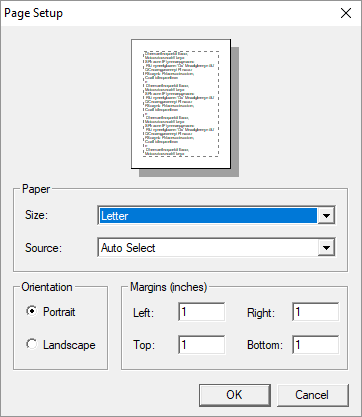 Page Setup
Paper
Size: Letter
Source: Auto Select
Orientation
Portrait
Landscape
Margins (inches)
Left: 1 Right: 1
Top: 1 Bottom: 1
OK Cancel